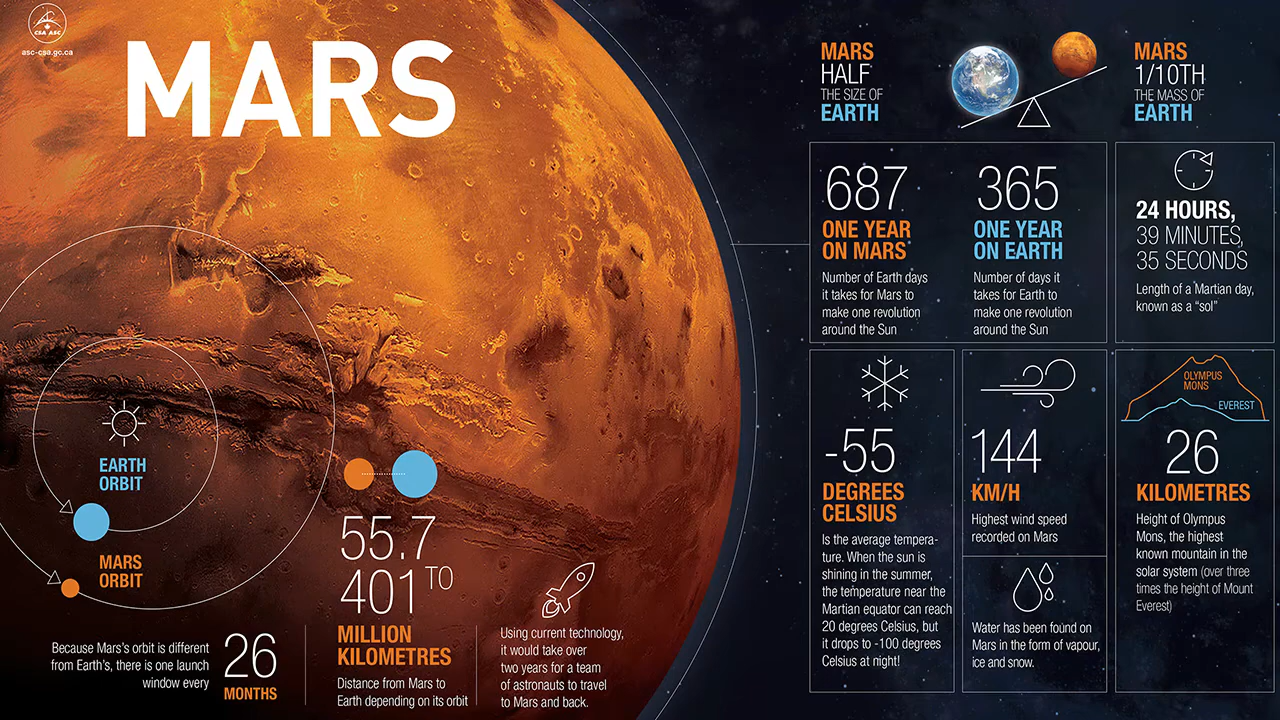 CSA ASC
asc-csa.gc.ca
MARS
EARTH
ORBIT
MARS
ORBIT
Because Mars's orbit is different
from Earth's, there is one launch
window every
26
MONTHS
55.7
TO
401
MILLION
KILOMETRES
Distance from Mars to
Earth depending on its orbit
Using current technology,
it would take over
two years for a team
of astronauts to travel
to Mars and back.
MARS
HALF
THE SIZE OF
EARTH
MARS
1/10TH
THE MASS OF
EARTH
687
ONE YEAR
ON MARS
Number of Earth days
it takes for Mars to
make one revolution
around the Sun
365
ONE YEAR
ON EARTH
Number of days it
takes for Earth to
make one revolution
around the Sun
24 HOURS,
39 MINUTES,
35 SECONDS
Length of a Martian day,
known as a “sol”
-55
DEGREES
CELSIUS
Is the average tempera-
ture. When the sun is
shining in the summer,
the temperature near the
Martian equator can reach
20 degrees Celsius, but
it drops to -100 degrees
Celsius at night!
144
KM/H
Highest wind speed
recorded on Mars
Water has been found on
Mars in the form of vapour,
ice and snow.
OLYMPUS
MONS
EVEREST
26
KILOMETRES
Height of Olympus
Mons, the highest
known mountain in the
solar system (over three
times the height of Mount
Everest)